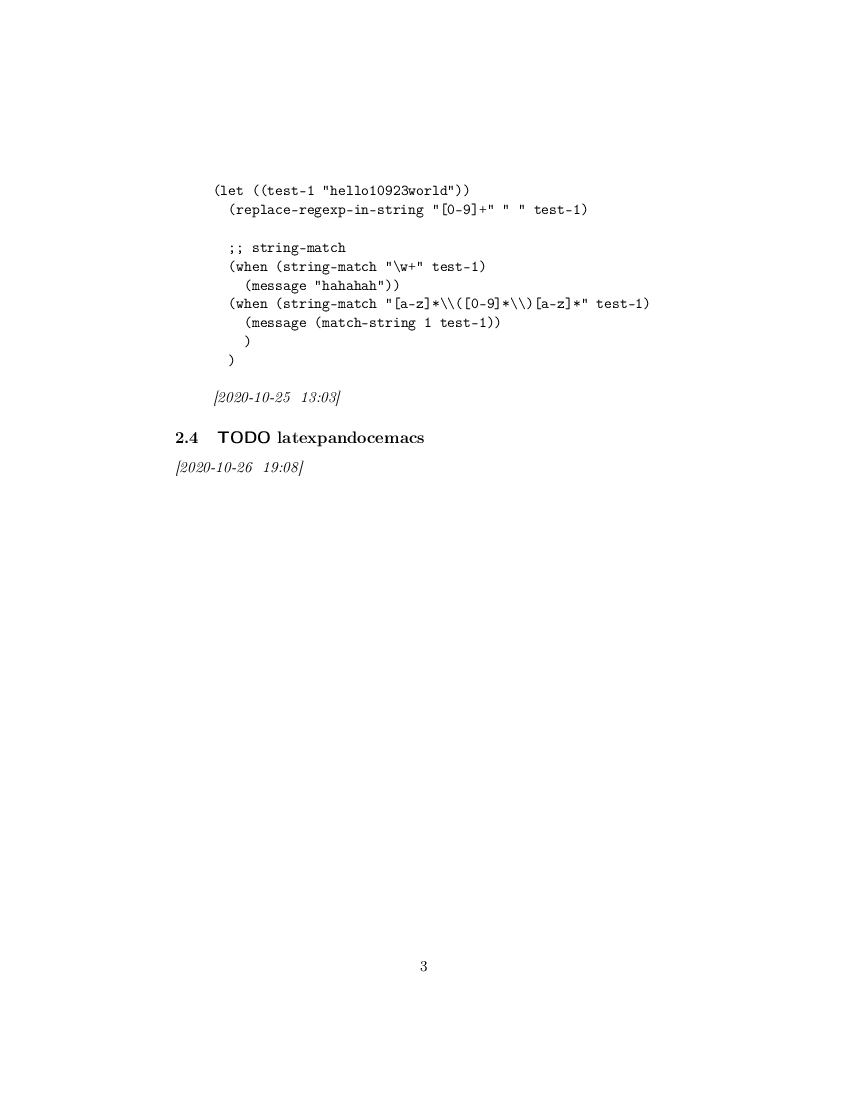 (let ((test-1 "hello10923world"))
  (replace-regexp-in-string "[0-9]+" " " test-1)

  ;; string-match
  (when (string-match "\w+" test-1)
    (message "hahahah"))
  (when (string-match "[a-z]*\\([0-9]*\\)[a-z]*" test-1)
    (message (match-string 1 test-1))
    )
  )
[2020-10-25 13:03]
2.4 TODO latexpandocemacs
[2020-10-26 19:08]
3